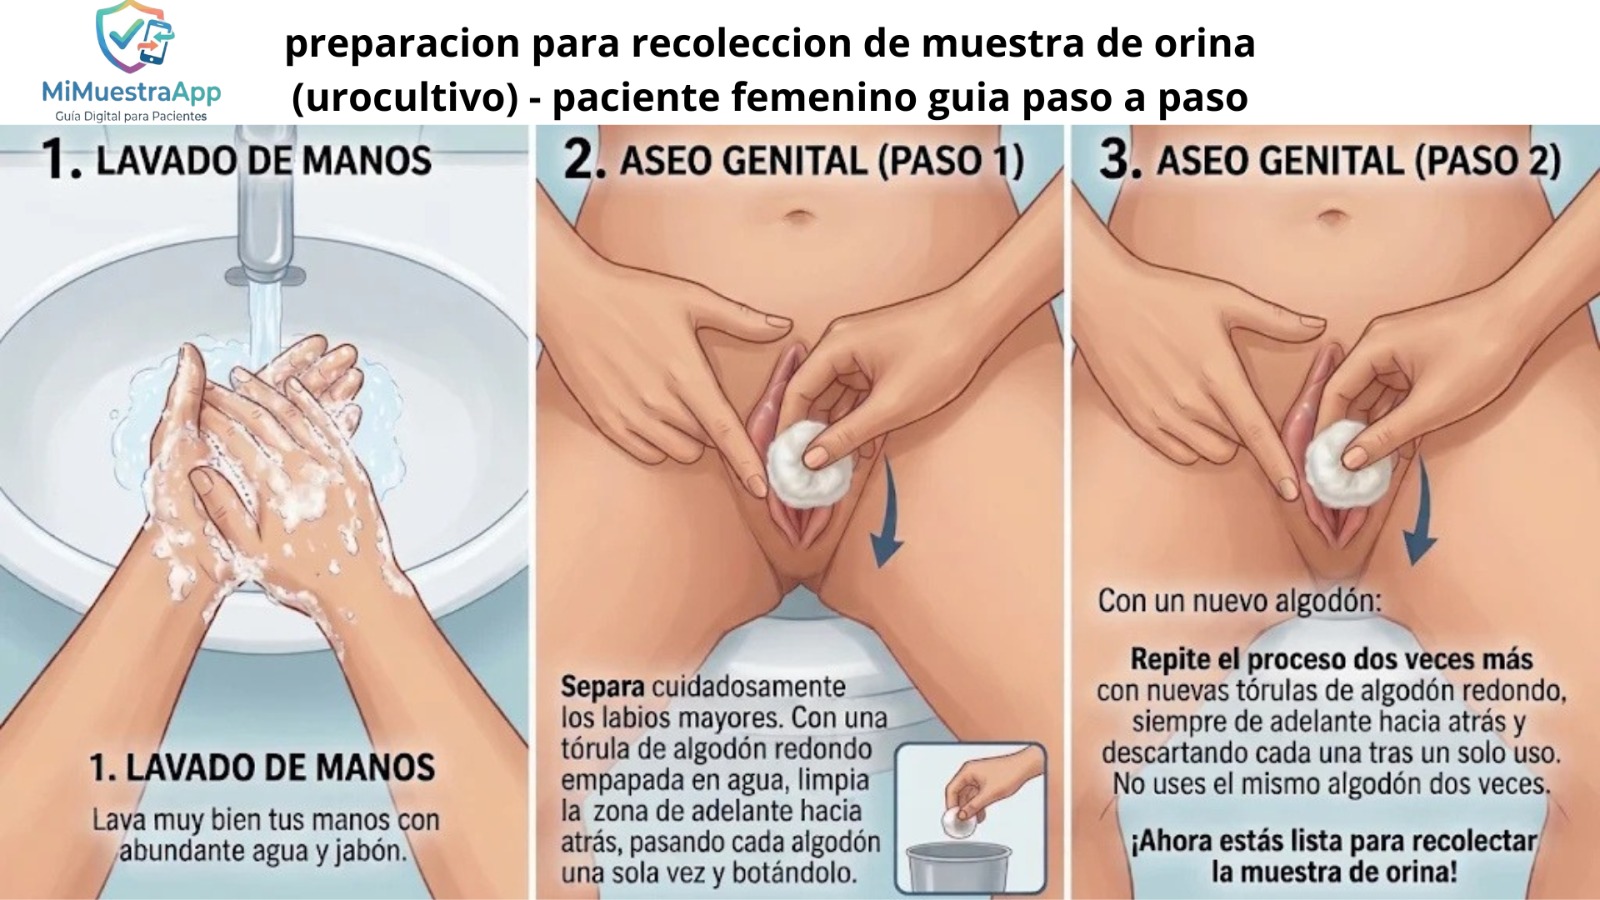 MiMuestraApp
Guía Digital para Pacientes
preparacion para recoleccion de muestra de orina
(urocultivo) - paciente femenino guia paso a paso
1. LAVADO DE MANOS
1. LAVADO DE MANOS
Lava muy bien tus manos con
abundante agua y jabón.
2. ASEO GENITAL (PASO 1)
Separa cuidadosamente
los labios mayores. Con una
tórula de algodón redondo
empapada en agua, limpia
la zona de adelante hacia
atrás, pasando cada algodón
una sola vez y botándolo.
3. ASEO GENITAL (PASO 2)
Con un nuevo algodón:
Repite el proceso dos veces más
con nuevas tórulas de algodón redondo,
siempre de adelante hacia atrás y
descartando cada una tras un solo uso.
No uses el mismo algodón dos veces.
¡Ahora estás lista para recolectar
la muestra de orina!